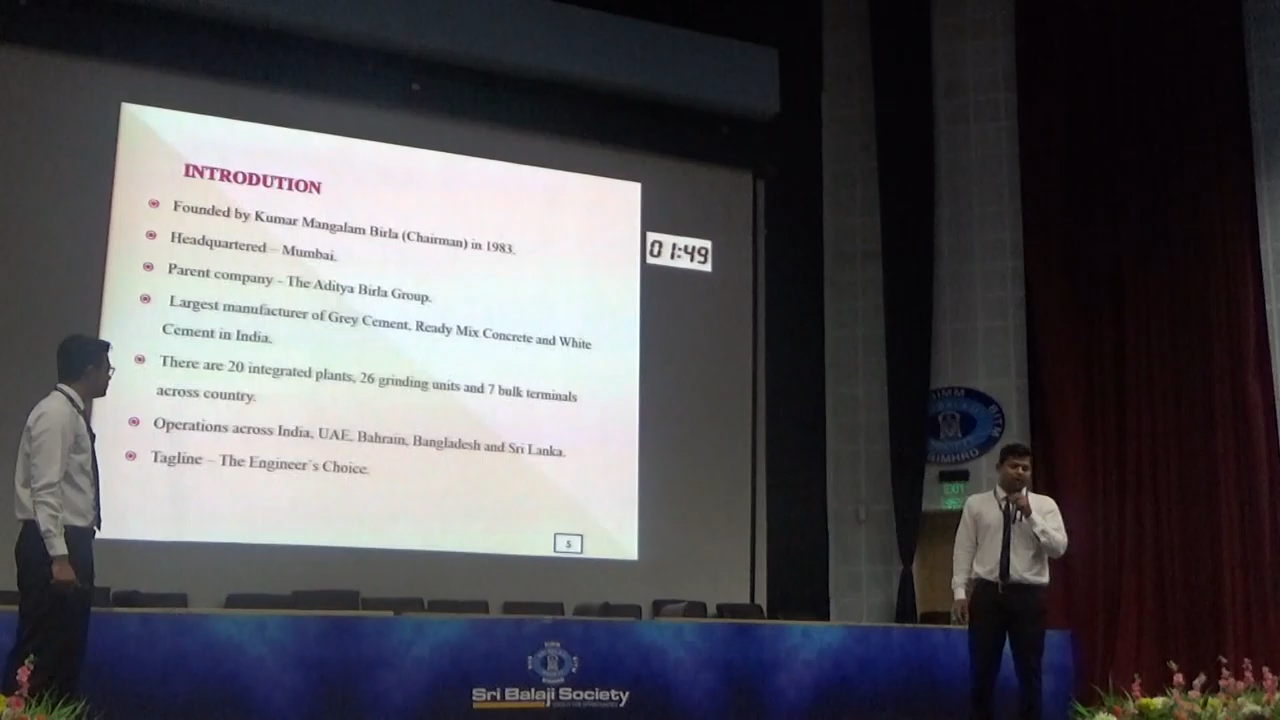 INTRODUTION
Founded by Kumar Mangalam Birla (Chairman) in 1983.
Headquartered – Mumbai.
Parent company - The Aditya Birla Group.
Largest manufacturer of Grey Cement, Ready Mix Concrete and White
Cement in India.
There are 20 integrated plants, 26 grinding units and 7 bulk terminals
across country.
Operations across India, UAE, Bahrain, Bangladesh and Sri Lanka.
Tagline – The Engineer's Choice.
5
01:49
BITM
EXIT
Sri Balaji Society